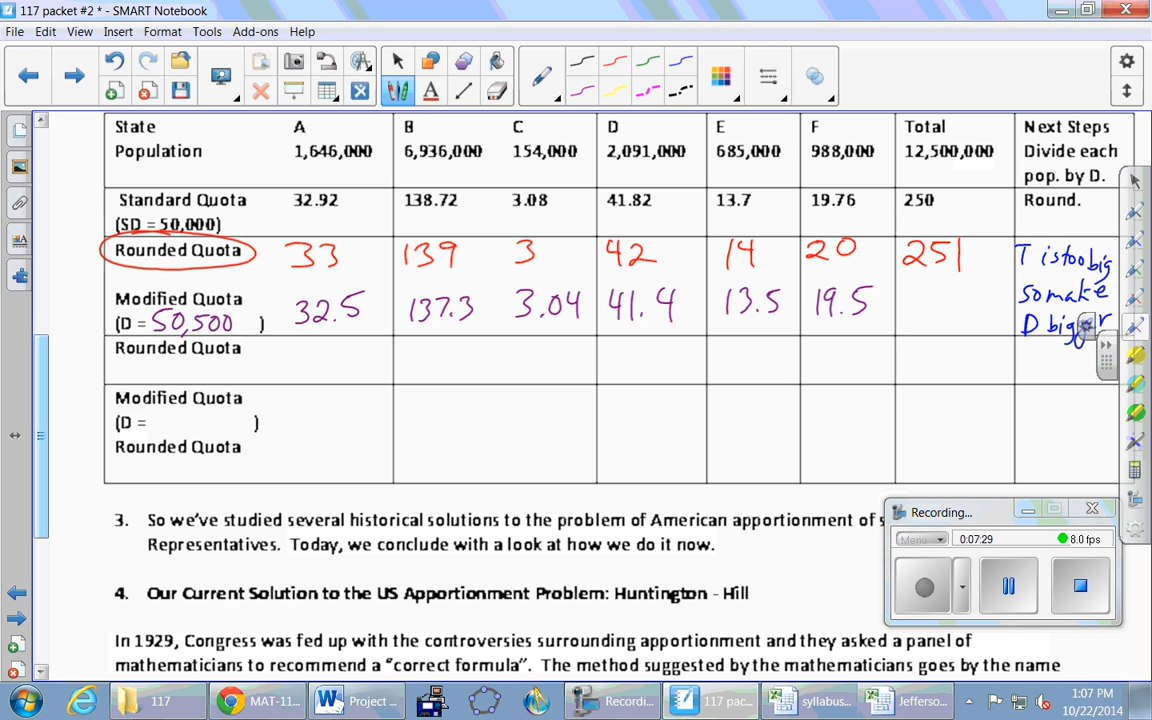 117 packet #2 * - SMART Notebook
File Edit View Insert Format Tools Add-ons Help
State A B C D E F Total Next Steps
Population 1,646,000 6,936,000 154,000 2,091,000 685,000 988,000 12,500,000 Divide each
pop. by D.
Standard Quota 32.92 138.72 3.08 41.82 13.7 19.76 250 Round.
(SD = 50,000)
Rounded Quota 33 139 3 42 14 20 251 T is too big
Modified Quota 32.5 137.3 3.04 41.4 13.5 19.5 so make
(D = 50,500 ) D bigger
Rounded Quota
Modified Quota
(D = )
Rounded Quota
3. So we've studied several historical solutions to the problem of American apportionment of
Representatives. Today, we conclude with a look at how we do it now.
4. Our Current Solution to the US Apportionment Problem: Huntington - Hill
In 1929, Congress was fed up with the controversies surrounding apportionment and they asked a panel of
mathematicians to recommend a "correct formula". The method suggested by the mathematicians goes by the name
Recording...
Menu 0:07:29 8.0 fps
117 MAT-11... Project ... Recordi... 117 pac... syllabus... Jefferso... 1:07 PM
10/22/2014